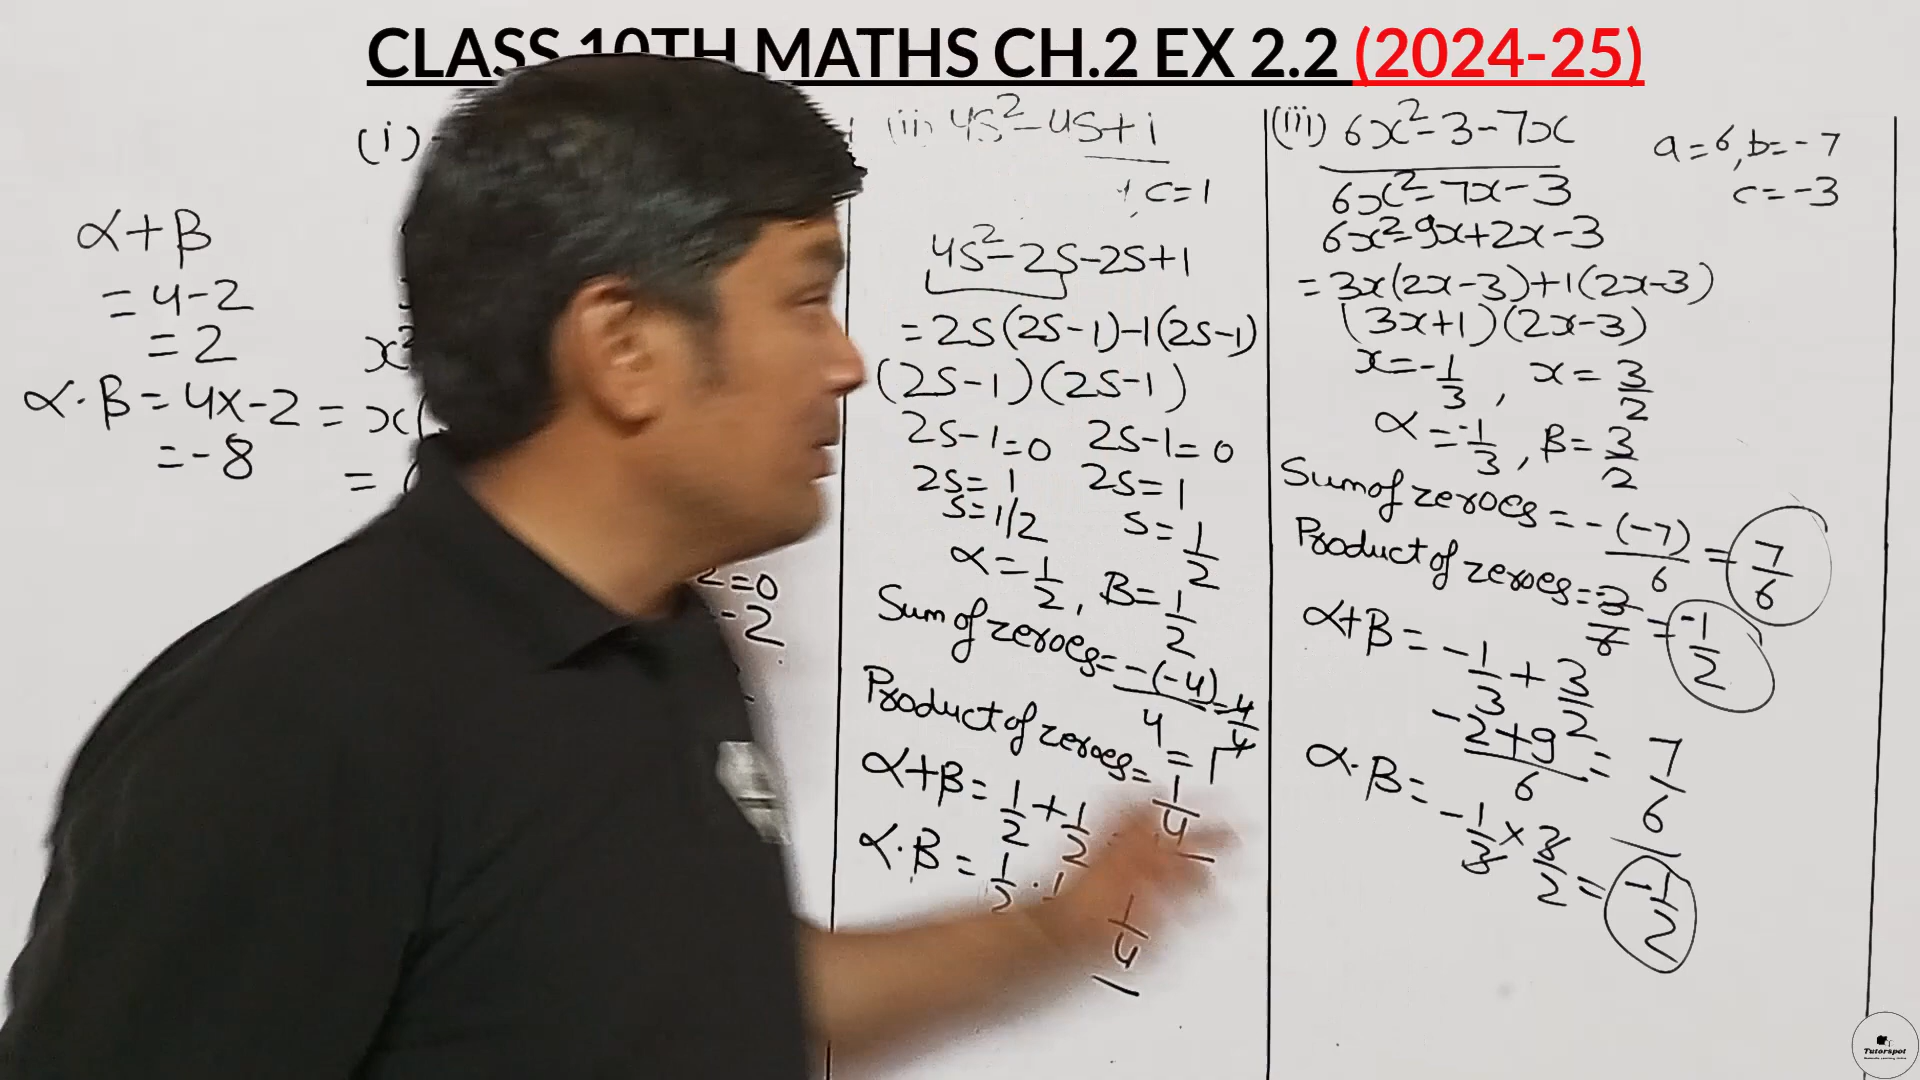 CLASS 10TH MATHS CH.2 EX 2.2 (2024-25)
(i)
α+β
= 4-2
= 2
α·β = 4x-2
= -8
x²
= x(
= (
2=0
-2
(ii) 4s²-4s+1
, c=1
4s²-2s-2s+1
= 2s(2s-1)-1(2s-1)
(2s-1)(2s-1)
2s-1=0 2s-1=0
2s=1 2s=1
s=1/2 s=1/2
α=1/2, β=1/2
Sum of zeroes = -(-4)/4 = 4/4
= 1
Product of zeroes = 1/4
α+β = 1/2+1/2
α·β = 1/2·1
1/4
(iii) 6x²-3-7x
a=6, b=-7
c=-3
6x²-7x-3
6x²-9x+2x-3
= 3x(2x-3)+1(2x-3)
(3x+1)(2x-3)
x=-1/3, x=3/2
α=-1/3, β=3/2
Sum of zeroes = -(-7)/6 = 7/6
Product of zeroes = -3/6 = -1/2
α+β = -1/3+3/2
-2+9/6 = 7/6
α·β = -1/3×3/2 = -1/2
Tutorspot